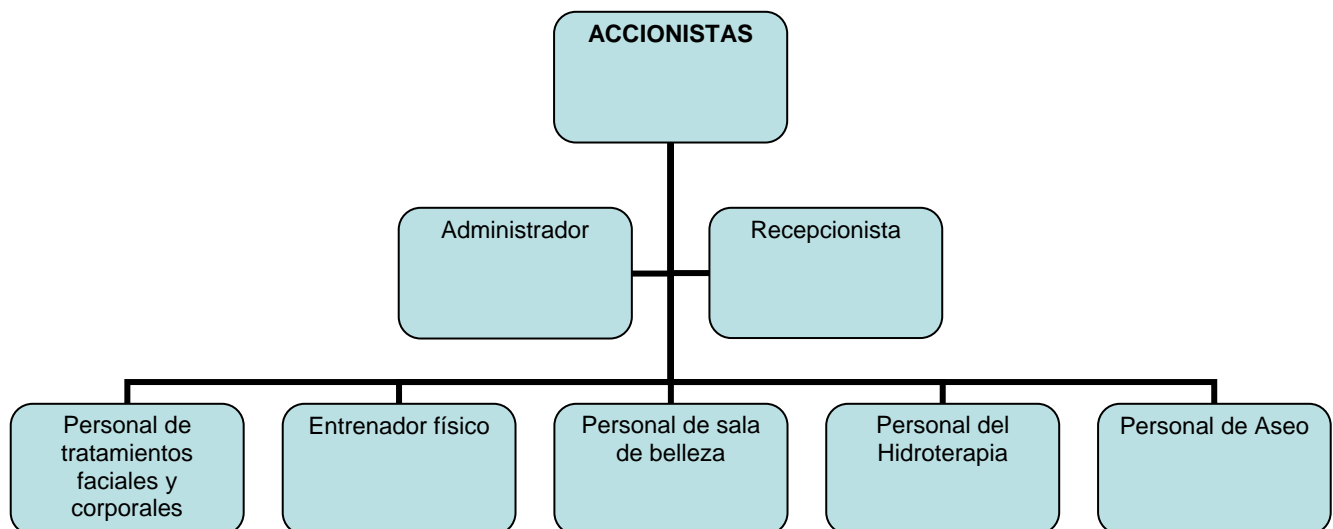 ACCIONISTAS
Administrador
Recepcionista
Personal de
tratamientos
faciales y
corporales
Entrenador físico
Personal de sala
de belleza
Personal del
Hidroterapia
Personal de Aseo